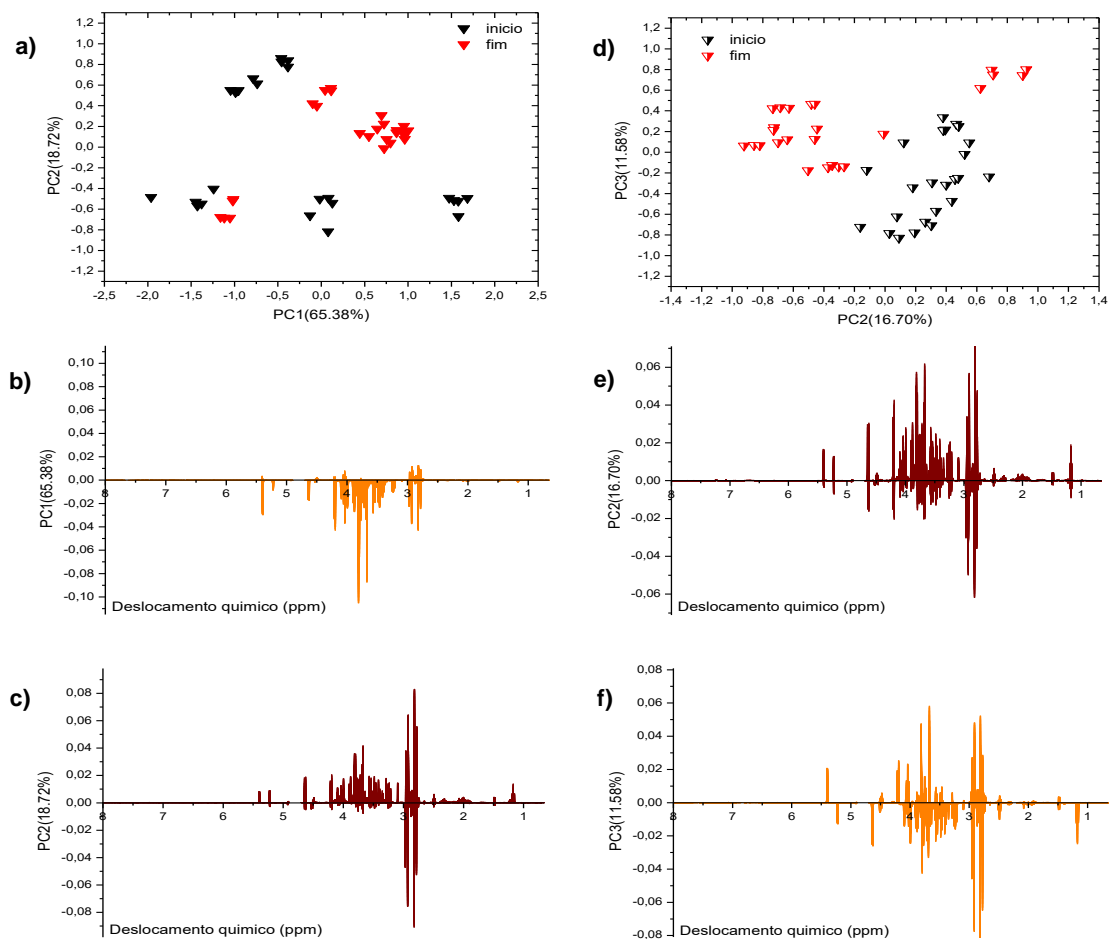 a)
inicio
fim
1,2
1,0
0,8
0,6
0,4
0,2
0,0
-0,2
-0,4
-0,6
-0,8
-1,0
-1,2
PC2(18.72%)
-2,5 -2,0 -1,5 -1,0 -0,5 0,0 0,5 1,0 1,5 2,0 2,5
PC1(65.38%)
d)
inicio
fim
1,2
1,0
0,8
0,6
0,4
0,2
0,0
-0,2
-0,4
-0,6
-0,8
-1,0
-1,2
PC3(11.58%)
-1,4 -1,2 -1,0 -0,8 -0,6 -0,4 -0,2 0,0 0,2 0,4 0,6 0,8 1,0 1,2 1,4
PC2(16.70%)
b)
0,10
0,08
0,06
0,04
0,02
0,00
-0,02
-0,04
-0,06
-0,08
-0,10
PC1(65.38%)
8 7 6 5 4 3 2 1
Deslocamento quimico (ppm)
e)
0,06
0,04
0,02
0,00
-0,02
-0,04
-0,06
PC2(16.70%)
8 7 6 5 4 3 2 1
Deslocamento quimico (ppm)
c)
0,08
0,06
0,04
0,02
0,00
-0,02
-0,04
-0,06
-0,08
PC2(18.72%)
8 7 6 5 4 3 2 1
Deslocamento quimico (ppm)
f)
0,08
0,06
0,04
0,02
0,00
-0,02
-0,04
-0,06
-0,08
PC3(11.58%)
8 7 6 5 4 3 2 1
Deslocamento quimico (ppm)